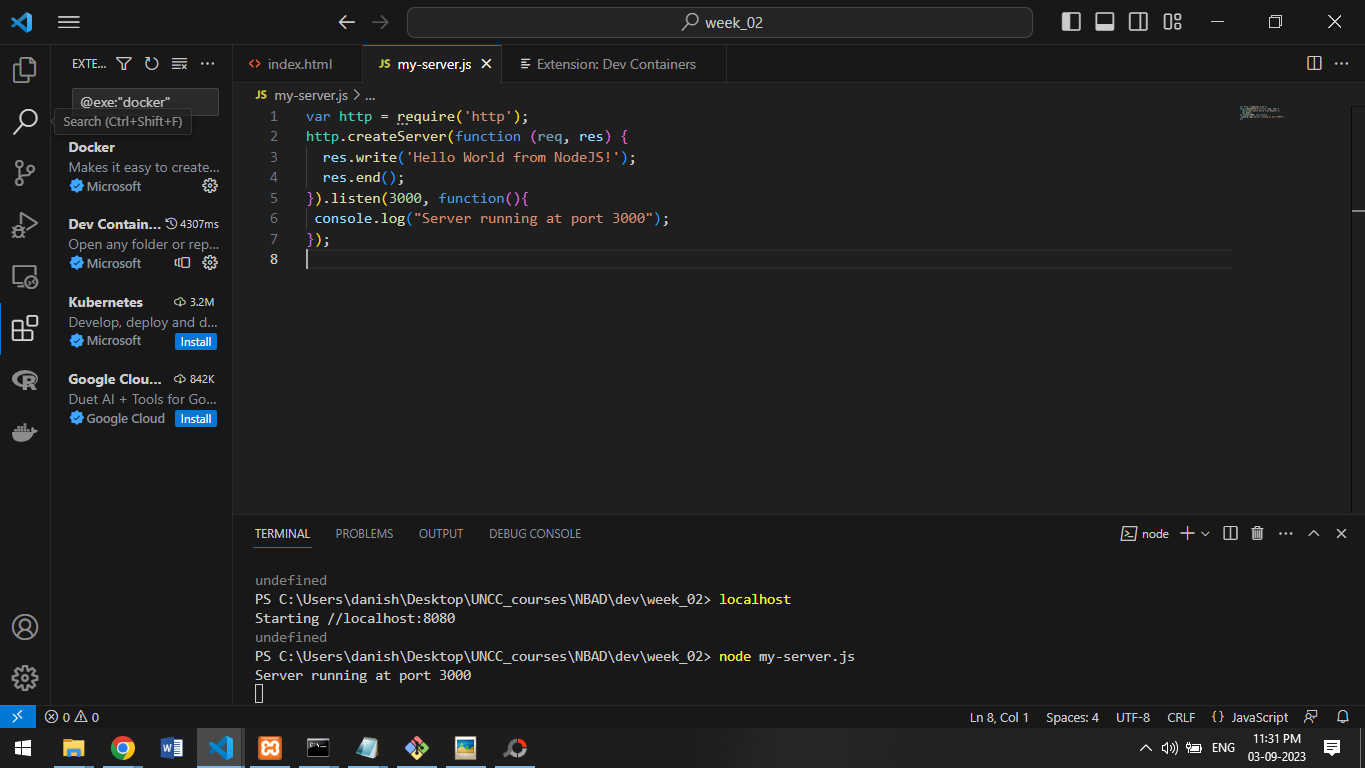 week_02
EXTE...
@exe:"docker"
Search (Ctrl+Shift+F)
Docker
Makes it easy to create...
Microsoft
Dev Contain... 4307ms
Open any folder or rep...
Microsoft
Kubernetes 3.2M
Develop, deploy and d...
Microsoft Install
Google Clou... 842K
Duet AI + Tools for Go...
Google Cloud Install
index.html
JS my-server.js
Extension: Dev Containers
JS my-server.js > ...
1 var http = require('http');
2 http.createServer(function (req, res) {
3 res.write('Hello World from NodeJS!');
4 res.end();
5 }).listen(3000, function(){
6 console.log("Server running at port 3000");
7 });
8
TERMINAL PROBLEMS OUTPUT DEBUG CONSOLE node
undefined
PS C:\Users\danish\Desktop\UNCC_courses\NBAD\dev\week_02> localhost
Starting //localhost:8080
undefined
PS C:\Users\danish\Desktop\UNCC_courses\NBAD\dev\week_02> node my-server.js
Server running at port 3000
0 0 Ln 8, Col 1 Spaces: 4 UTF-8 CRLF {} JavaScript
ENG 11:31 PM
03-09-2023